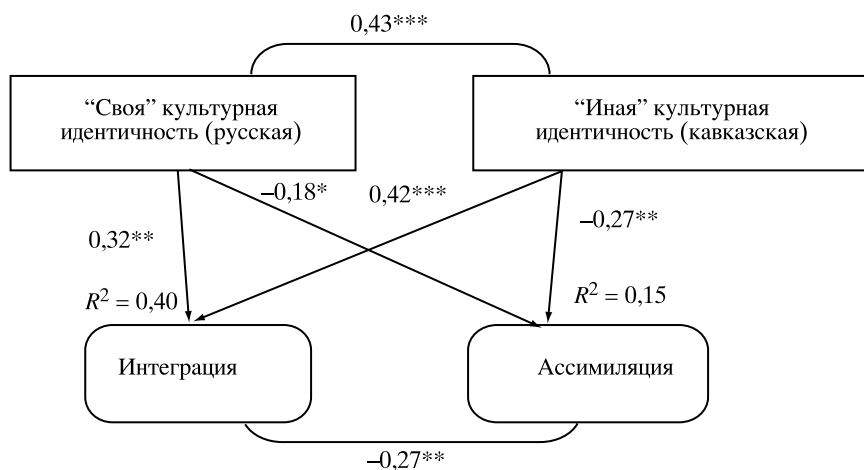 0,43***
“Своя” культурная
идентичность (русская)
“Иная” культурная
идентичность (кавказская)
–0,18*
0,42***
0,32**
–0,27**
R² = 0,40
R² = 0,15
Интеграция
Ассимиляция
–0,27**